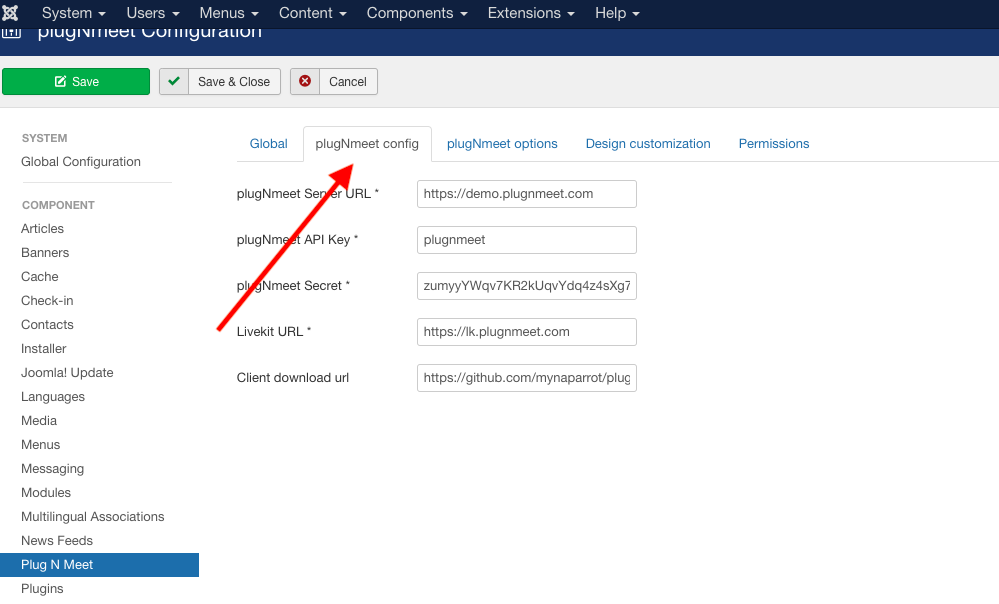 System Users Menus Content Components Extensions Help
plugNmeet Configuration
Save Save & Close Cancel
SYSTEM
Global Configuration
COMPONENT
Articles
Banners
Cache
Check-in
Contacts
Installer
Joomla! Update
Languages
Media
Menus
Messaging
Modules
Multilingual Associations
News Feeds
Plug N Meet
Plugins
Global plugNmeet config plugNmeet options Design customization Permissions
plugNmeet Server URL * https://demo.plugnmeet.com
plugNmeet API Key * plugnmeet
plugNmeet Secret * zumyyYWqv7KR2kUqvYdq4z4sXg7
Livekit URL * https://lk.plugnmeet.com
Client download url https://github.com/mynaparrot/plug